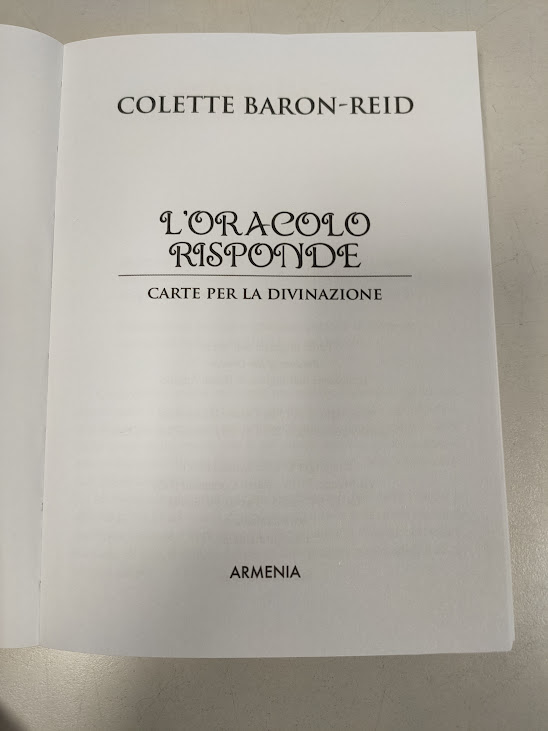 COLETTE BARON-REID
L'ORACOLO
RISPONDE
CARTE PER LA DIVINAZIONE
ARMENIA